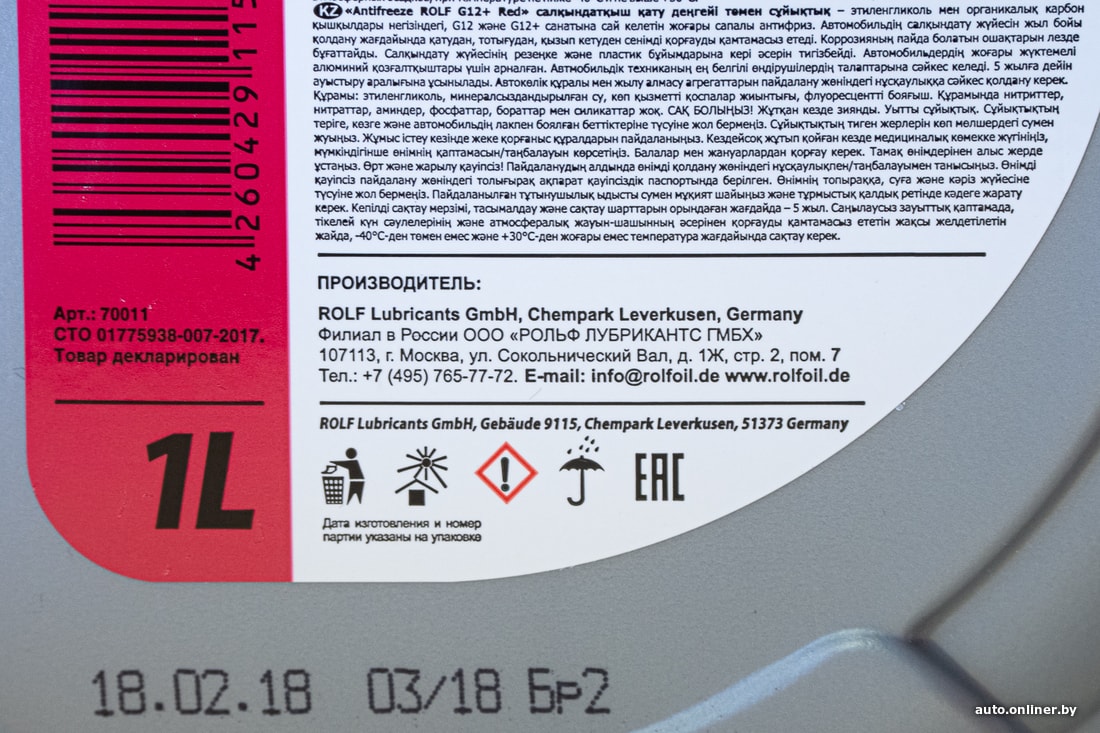 KZ «Antifreeze ROLF G12+ Red» салқындатқыш қату деңгейі төмен сұйықтық – этиленгликоль мен органикалық карбон
қышқылдары негізіндегі, G12 және G12+ санатына сай келетін жоғары сапалы антифриз. Автомобильдің салқындату жүйесін жыл бойы
қолдану жағдайында қатудан, тотығудан, қызып кетуден сенімді қорғауды қамтамасыз етеді. Коррозияның пайда болатын ошақтарын лезде
бұғаттайды. Салқындату жүйесінің резеңке және пластик бұйымдарына кері әсерін тигізбейді. Автомобильдердің жоғары жүктемелі
алюминий қозғалтқыштары үшін арналған. Автмобильдік техниканың ең белгілі өндірушілердің талаптарына сәйкес келеді. 5 жылға дейін
ауыстыру аралығына ұсынылады. Автокөлік құралы мен жылу алмасу агрегаттарын пайдалану жөніндегі нұсқаулыққа сәйкес қолдану керек.
Құрамы: этиленгликоль, минералсыздандырылған су, көп қызметті қоспалар жиынтығы, флуоресцентті бояғыш. Құрамында нитриттер,
нитраттар, аминдер, фосфаттар, бораттар мен силикаттар жоқ. САҚ БОЛЫҢЫЗ! Жұтқан кезде зиянды. Уытты сұйықтық. Сұйықтықтың
теріге, көзге және автомобильдің лакпен боялған беттіктеріне түсуіне жол бермеңіз. Сұйықтықтың тиген жерлерін көп мөлшердегі сумен
жуыңыз. Жұмыс істеу кезінде жеке қорғаныс құралдарын пайдаланыңыз. Кездейсоқ жұтып қойған кезде медициналық көмекке жүгініңіз,
мүмкіндігінше өнімнің қаптамасын/таңбалауын көрсетіңіз. Балалар мен жануарлардан қорғау керек. Тамақ өнімдерінен алыс жерде
ұстаңыз. Өрт және жарылу қауіпсіз! Пайдаланудың алдында өнімді қолдану жөніндегі нұсқаулықпен/таңбалауымен танысыңыз. Өнімді
қауіпсіз пайдалану жөніндегі толығырақ ақпарат қауіпсіздік паспортында берілген. Өнімнің топыраққа, суға және кәріз жүйесіне
түсуіне жол бермеңіз. Пайдаланылған тұтынушылық ыдысты сумен мұқият шайыңыз және тұрмыстық қалдық ретінде кәдеге жарату
керек. Кепілді сақтау мерзімі, тасымалдау және сақтау шарттарын орындаған жағдайда – 5 жыл. Саңылаусыз зауыттық қаптамада,
тікелей күн сәулелерінің және атмосфералық жауын-шашынның әсерінен қорғауды қамтамасыз ететін жақсы желдетілетін
жайда, -40°С-ден төмен емес және +30°С-ден жоғары емес температура жағдайында сақтау керек.
4 260429 115
Арт.: 70011
СТО 01775938-007-2017.
Товар декларирован
1L
ПРОИЗВОДИТЕЛЬ:
ROLF Lubricants GmbH, Chempark Leverkusen, Germany
Филиал в России ООО «РОЛЬФ ЛУБРИКАНТС ГМБХ»
107113, г. Москва, ул. Сокольнический Вал, д. 1Ж, стр. 2, пом. 7
Тел.: +7 (495) 765-77-72. E-mail: info@rolfoil.de www.rolfoil.de
ROLF Lubricants GmbH, Gebäude 9115, Chempark Leverkusen, 51373 Germany
EAC
Дата изготовления и номер
партии указаны на упаковке
18.02.18 03/18 Бр2
auto.onliner.by